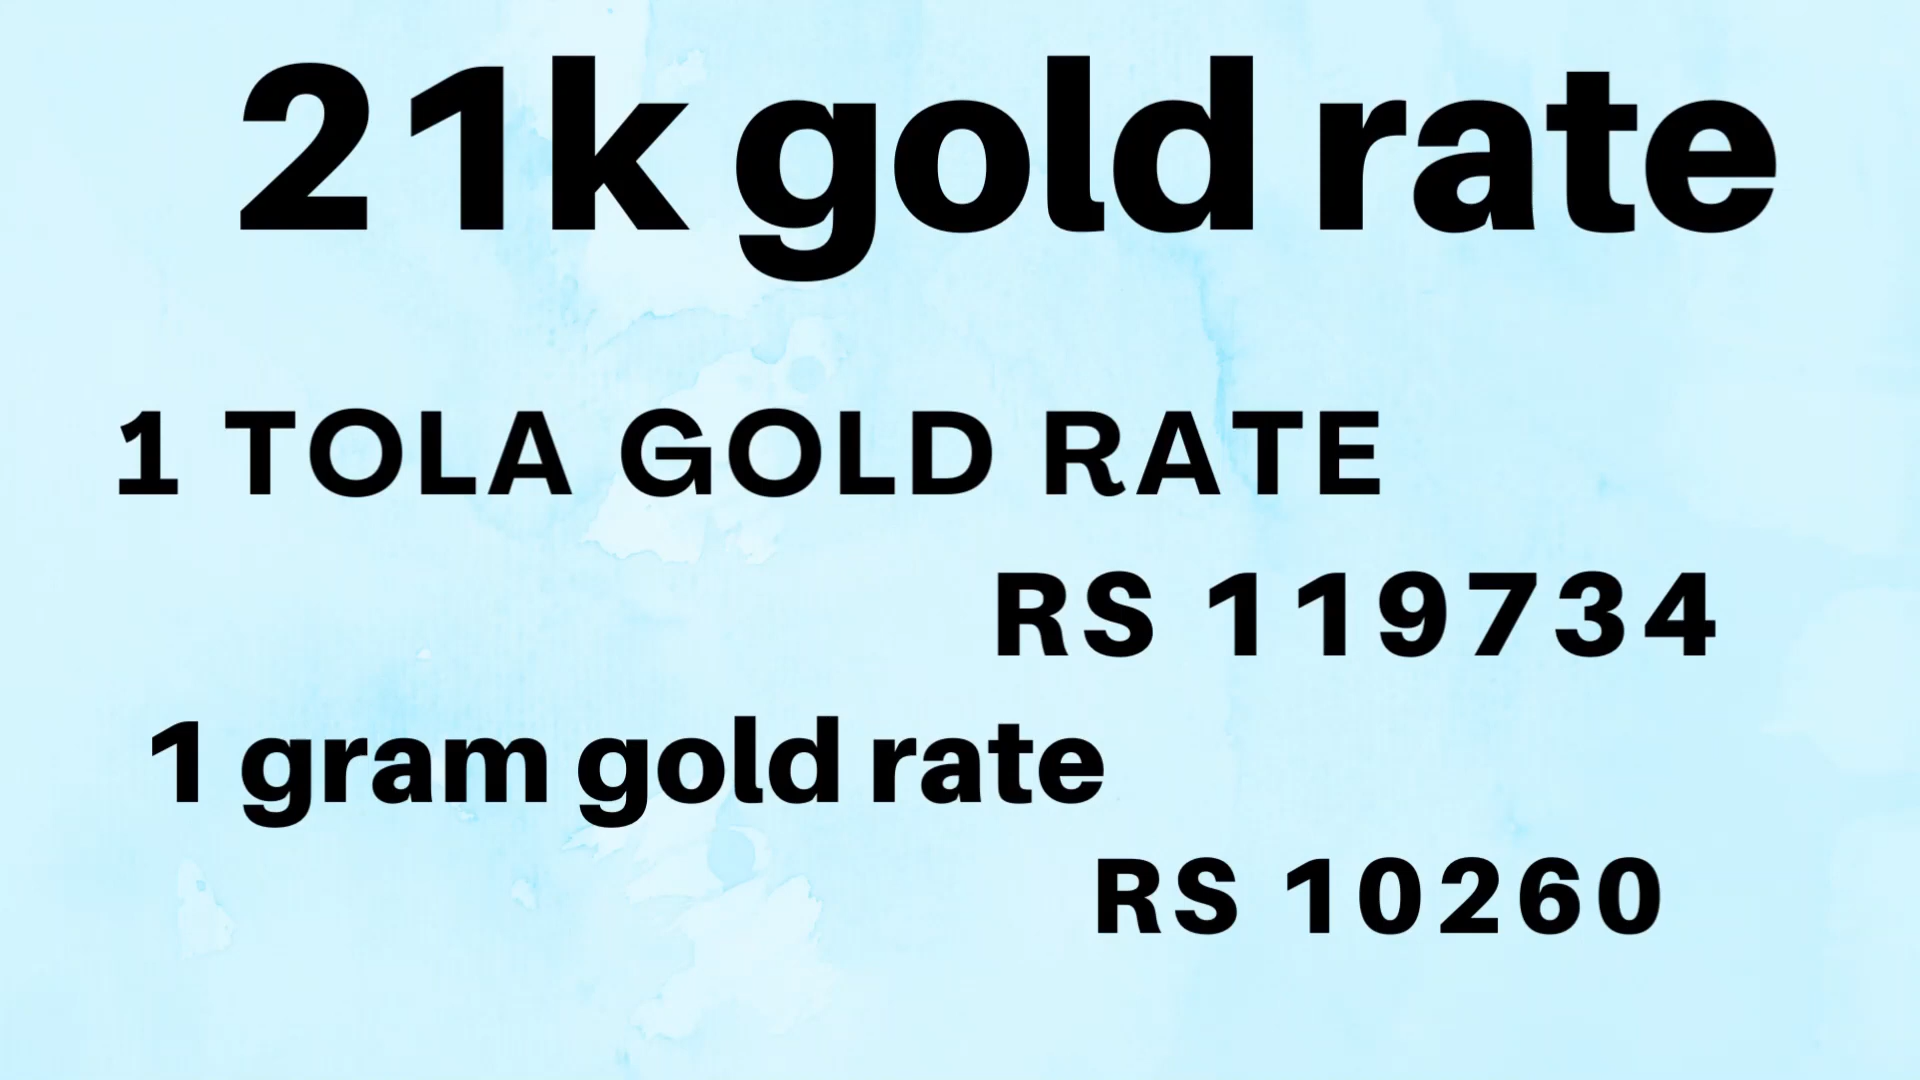 21k gold rate
1 TOLA GOLD RATE
RS 119734
1 gram gold rate
RS 10260